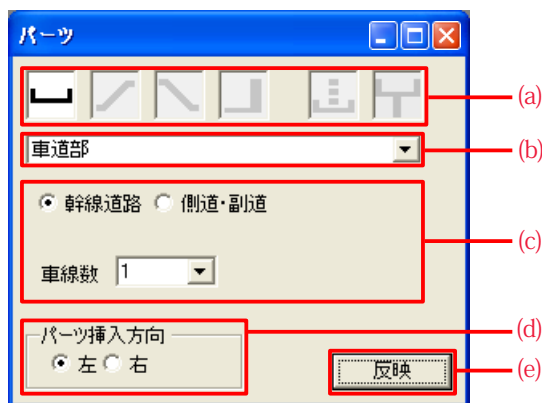 パーツ
(a)
車道部
(b)
幹線道路 側道・副道
(c)
車線数 1
パーツ挿入方向
(d)
左 右
反映
(e)